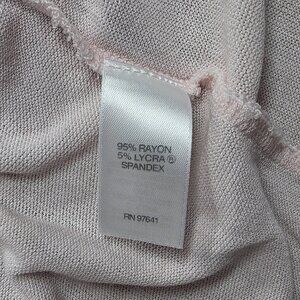 95% RAYON
5% LYCRA ®
SPANDEX
RN 97641